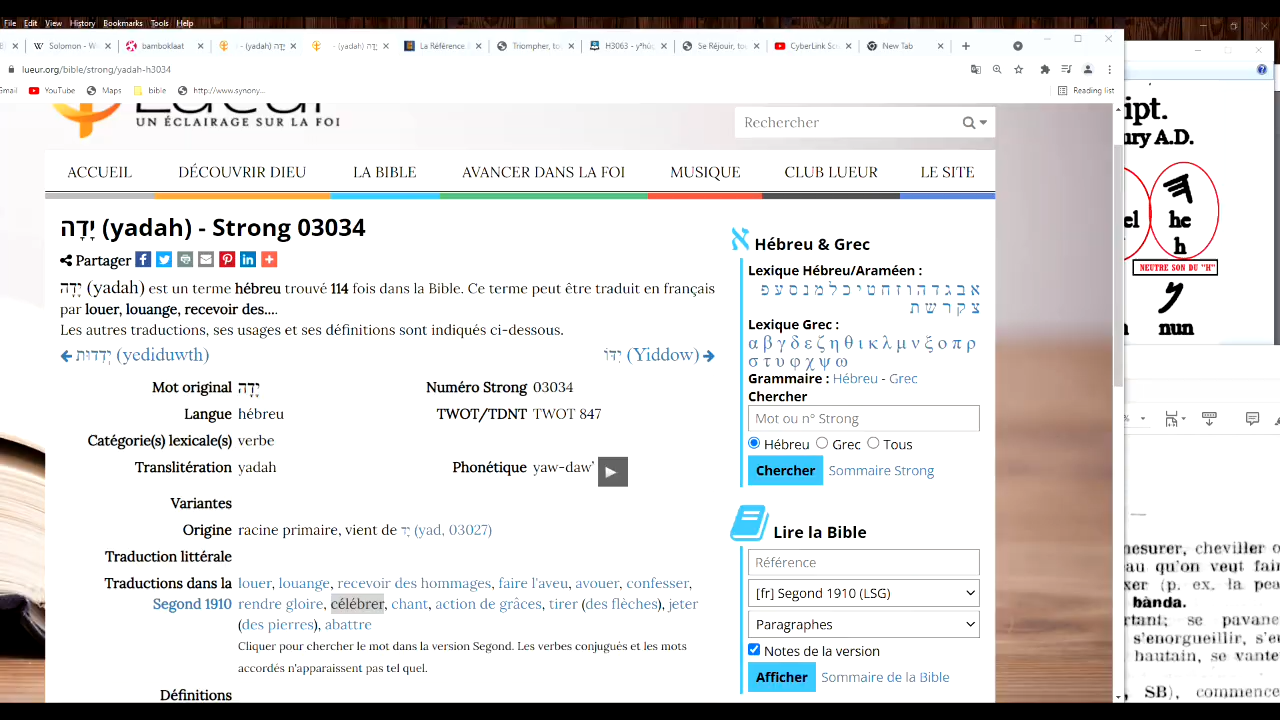 File Edit View History Bookmarks Tools Help
Solomon - W
bamboklaat
- (yadah) יָדָה
- (yadah) יָדָה
La Référence
Triompher, tou
H3063 - yᵉhûḏ
Se Réjouir, tou
CyberLink Scr
New Tab
lueur.org/bible/strong/yadah-h3034
Gmail
YouTube
Maps
bible
http://www.synony...
Reading list
UN ÉCLAIRAGE SUR LA FOI
Rechercher
ACCUEIL
DÉCOUVRIR DIEU
LA BIBLE
AVANCER DANS LA FOI
MUSIQUE
CLUB LUEUR
LE SITE
יָדָה (yadah) - Strong 03034
Partager
יָדָה (yadah) est un terme hébreu trouvé 114 fois dans la Bible. Ce terme peut être traduit en français
par louer, louange, recevoir des....
Les autres traductions, ses usages et ses définitions sont indiqués ci-dessous.
יְדִדוּת (yediduwth)
יִדּוֹ (Yiddow)
Mot original יָדָה
Numéro Strong 03034
Langue hébreu
TWOT/TDNT TWOT 847
Catégorie(s) lexicale(s) verbe
Translitération yadah
Phonétique yaw-daw’
Variantes
Origine racine primaire, vient de יָד (yad, 03027)
Traduction littérale
Traductions dans la louer, louange, recevoir des hommages, faire l'aveu, avouer, confesser,
Segond 1910 rendre gloire, célébrer, chant, action de grâces, tirer (des flèches), jeter
(des pierres), abattre
Cliquer pour chercher le mot dans la version Segond. Les verbes conjugués et les mots
accordés n'apparaissent pas tel quel.
Définitions
א Hébreu & Grec
Lexique Hébreu/Araméen :
א ב ג ד ה ו ז ח ט י כ ל מ נ ס ע פ
צ ק ר ש ת
Lexique Grec :
α β γ δ ε ζ η θ ι κ λ μ ν ξ ο π ρ
σ τ υ φ χ ψ ω
Grammaire : Hébreu - Grec
Chercher
Mot ou n° Strong
Hébreu Grec Tous
Chercher Sommaire Strong
Lire la Bible
Référence
[fr] Segond 1910 (LSG)
Paragraphes
Notes de la version
Afficher Sommaire de la Bible
ipt.
ury A.D.
el
he
h
NEUTRE SON DU "H"
nun
%
mesurer, cheviller o
au qu'on veut fair
xer (p. ex. la peau
bànda.
rtant; se pavane
s'enorgueillir, s'e
hautain, se vante
, SB), commence